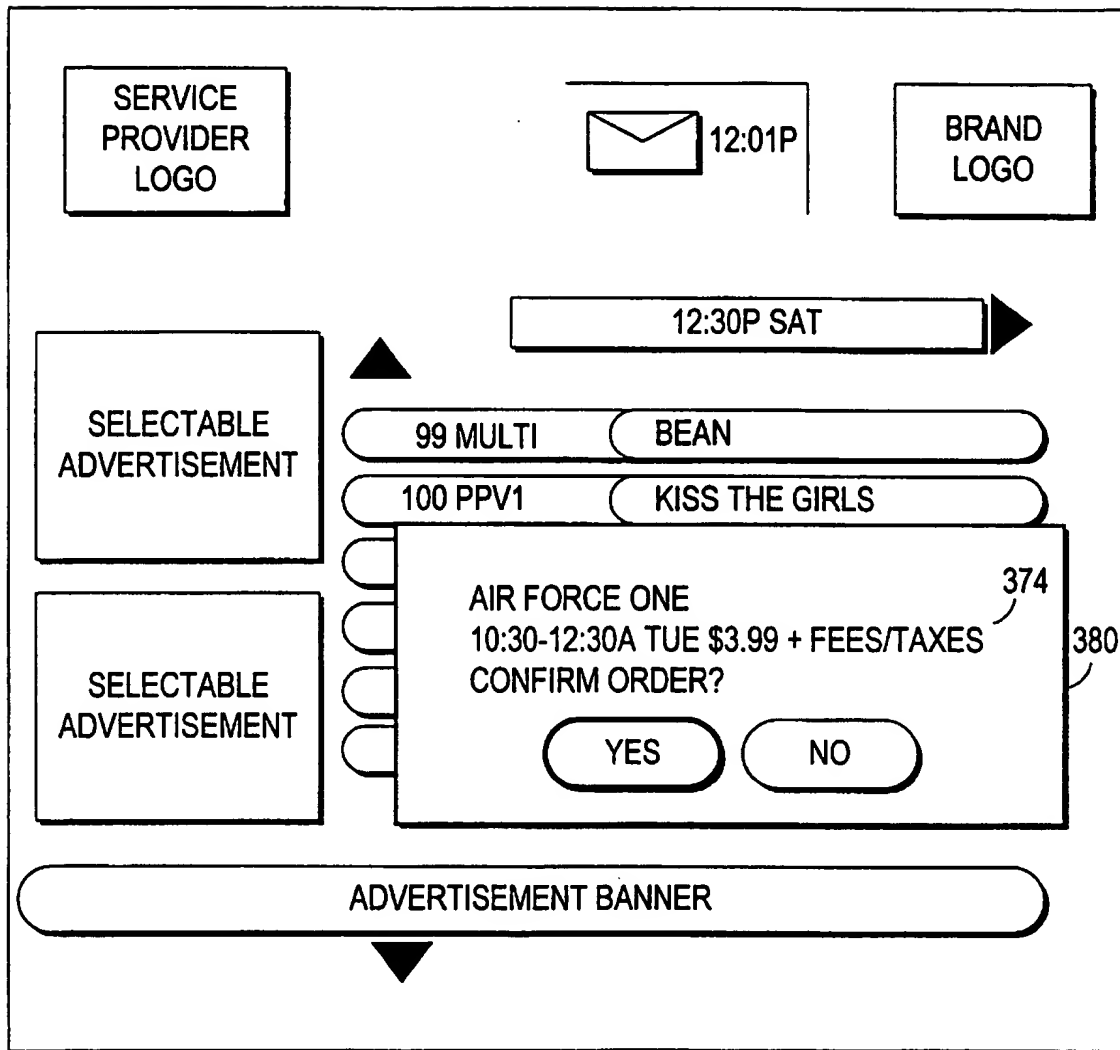 SERVICE
PROVIDER
LOGO
12:01P
BRAND
LOGO
12:30P SAT
SELECTABLE
ADVERTISEMENT
99 MULTI
BEAN
100 PPV1
KISS THE GIRLS
374
AIR FORCE ONE
10:30-12:30A TUE $3.99 + FEES/TAXES
380
CONFIRM ORDER?
SELECTABLE
ADVERTISEMENT
YES
NO
ADVERTISEMENT BANNER